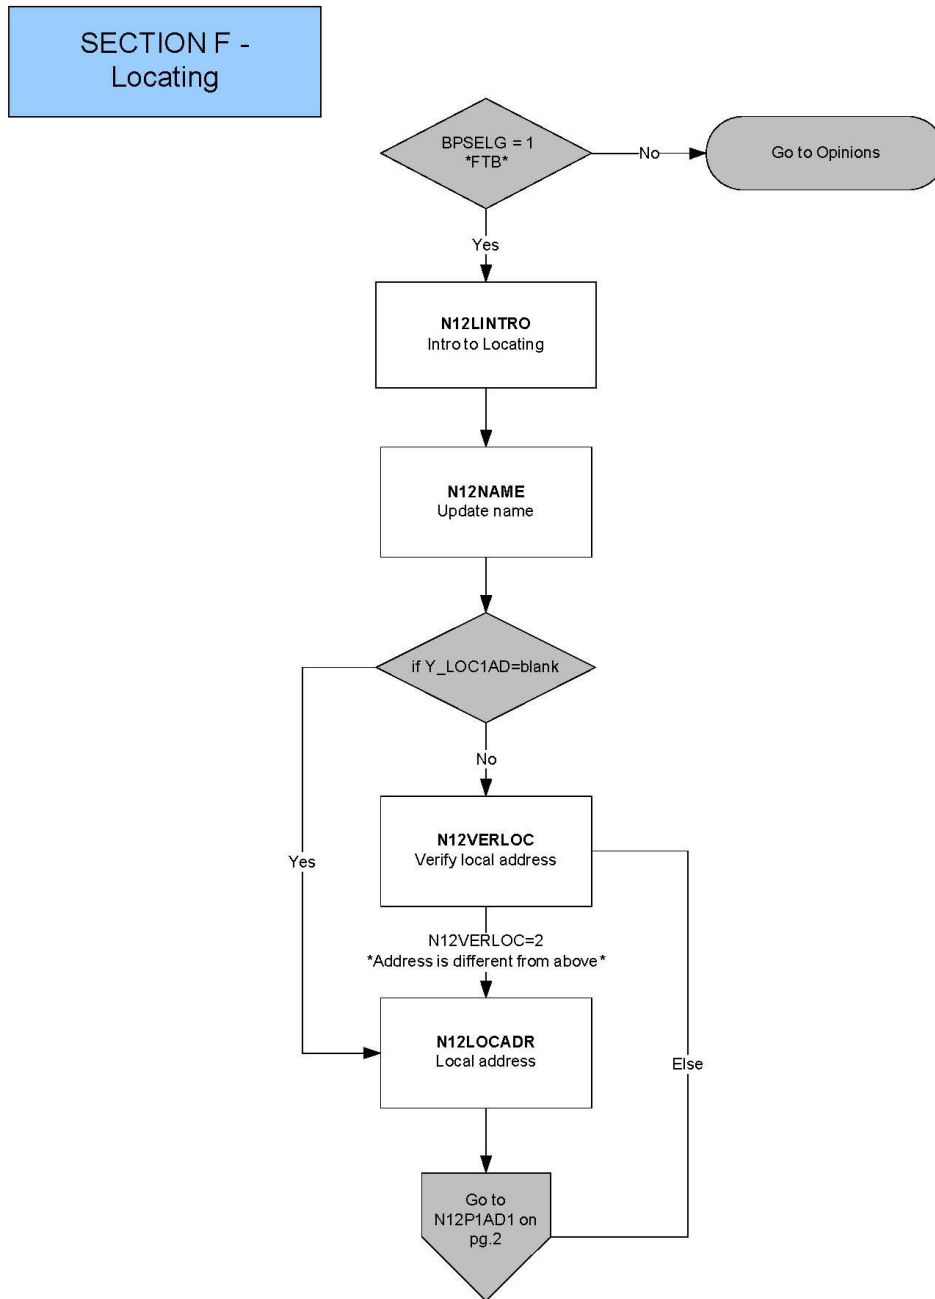 SECTION F -
Locating
BPSELG = 1
*FTB*
No
Go to Opinions
Yes
N12LINTRO
Intro to Locating
N12NAME
Update name
if Y_LOC1AD=blank
No
N12VERLOC
Verify local address
Yes
N12VERLOC=2
*Address is different from above*
N12LOCADR
Local address
Else
Go to
N12P1AD1 on
pg.2